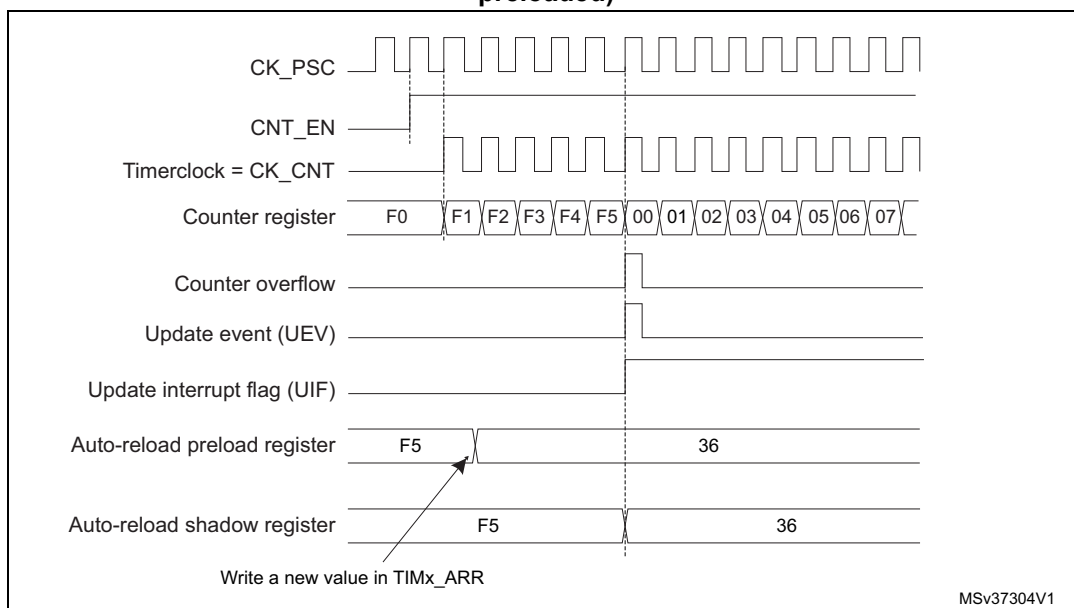 preloaded)
CK_PSC
CNT_EN
Timerclock = CK_CNT
Counter register F0 F1 F2 F3 F4 F5 00 01 02 03 04 05 06 07
Counter overflow
Update event (UEV)
Update interrupt flag (UIF)
Auto-reload preload register F5 36
Auto-reload shadow register F5 36
Write a new value in TIMx_ARR
MSv37304V1